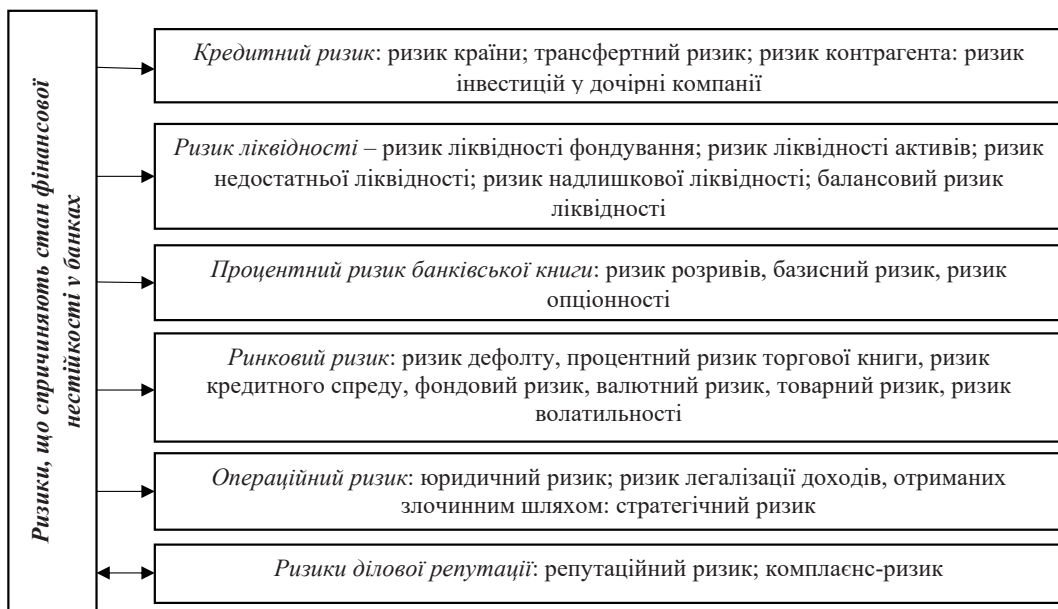 Ризики, що спричиняють стан фінансової
нестійкості у банках
Кредитний ризик: ризик країни; трансфертний ризик; ризик контрагента: ризик
інвестицій у дочірні компанії
Ризик ліквідності – ризик ліквідності фондування; ризик ліквідності активів; ризик
недостатньої ліквідності; ризик надлишкової ліквідності; балансовий ризик
ліквідності
Процентний ризик банківської книги: ризик розривів, базисний ризик, ризик
опціонності
Ринковий ризик: ризик дефолту, процентний ризик торгової книги, ризик
кредитного спреду, фондовий ризик, валютний ризик, товарний ризик, ризик
волатильності
Операційний ризик: юридичний ризик; ризик легалізації доходів, отриманих
злочинним шляхом: стратегічний ризик
Ризики ділової репутації: репутаційний ризик; комплаєнс-ризик